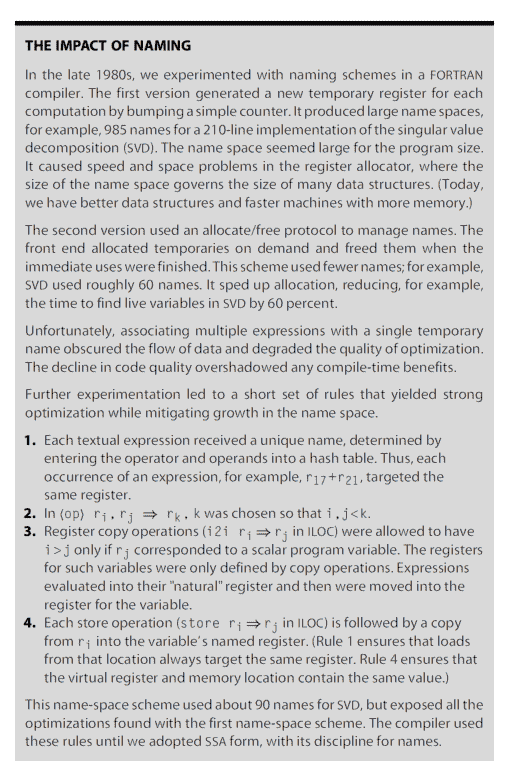 THE IMPACT OF NAMING
In the late 1980s, we experimented with naming schemes in a FORTRAN
compiler. The first version generated a new temporary register for each
computation by bumping a simple counter. It produced large name spaces,
for example, 985 names for a 210-line implementation of the singular value
decomposition (SVD). The name space seemed large for the program size.
It caused speed and space problems in the register allocator, where the
size of the name space governs the size of many data structures. (Today,
we have better data structures and faster machines with more memory.)
The second version used an allocate/free protocol to manage names. The
front end allocated temporaries on demand and freed them when the
immediate uses were finished. This scheme used fewer names; for example,
SVD used roughly 60 names. It sped up allocation, reducing, for example,
the time to find live variables in SVD by 60 percent.
Unfortunately, associating multiple expressions with a single temporary
name obscured the flow of data and degraded the quality of optimization.
The decline in code quality overshadowed any compile-time benefits.
Further experimentation led to a short set of rules that yielded strong
optimization while mitigating growth in the name space.
1. Each textual expression received a unique name, determined by
entering the operator and operands into a hash table. Thus, each
occurrence of an expression, for example, r17+r21, targeted the
same register.
2. In ⟨op⟩ ri, rj ⇒ rk, k was chosen so that i,j<k.
3. Register copy operations (i2i ri ⇒ rj in ILOC) were allowed to have
i>j only if rj corresponded to a scalar program variable. The registers
for such variables were only defined by copy operations. Expressions
evaluated into their "natural" register and then were moved into the
register for the variable.
4. Each store operation (store ri ⇒ rj in ILOC) is followed by a copy
from ri into the variable's named register. (Rule 1 ensures that loads
from that location always target the same register. Rule 4 ensures that
the virtual register and memory location contain the same value.)
This name-space scheme used about 90 names for SVD, but exposed all the
optimizations found with the first name-space scheme. The compiler used
these rules until we adopted SSA form, with its discipline for names.